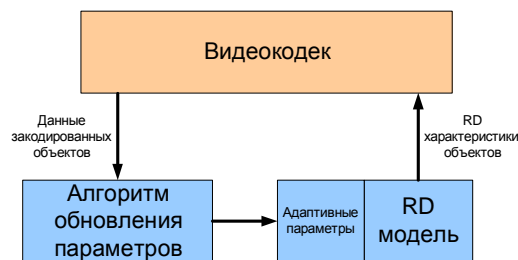 Видеокодек
Данные
закодированных
объектов
RD
характеристики
объектов
Алгоритм
обновления
параметров
Адаптивные
параметры
RD
модель